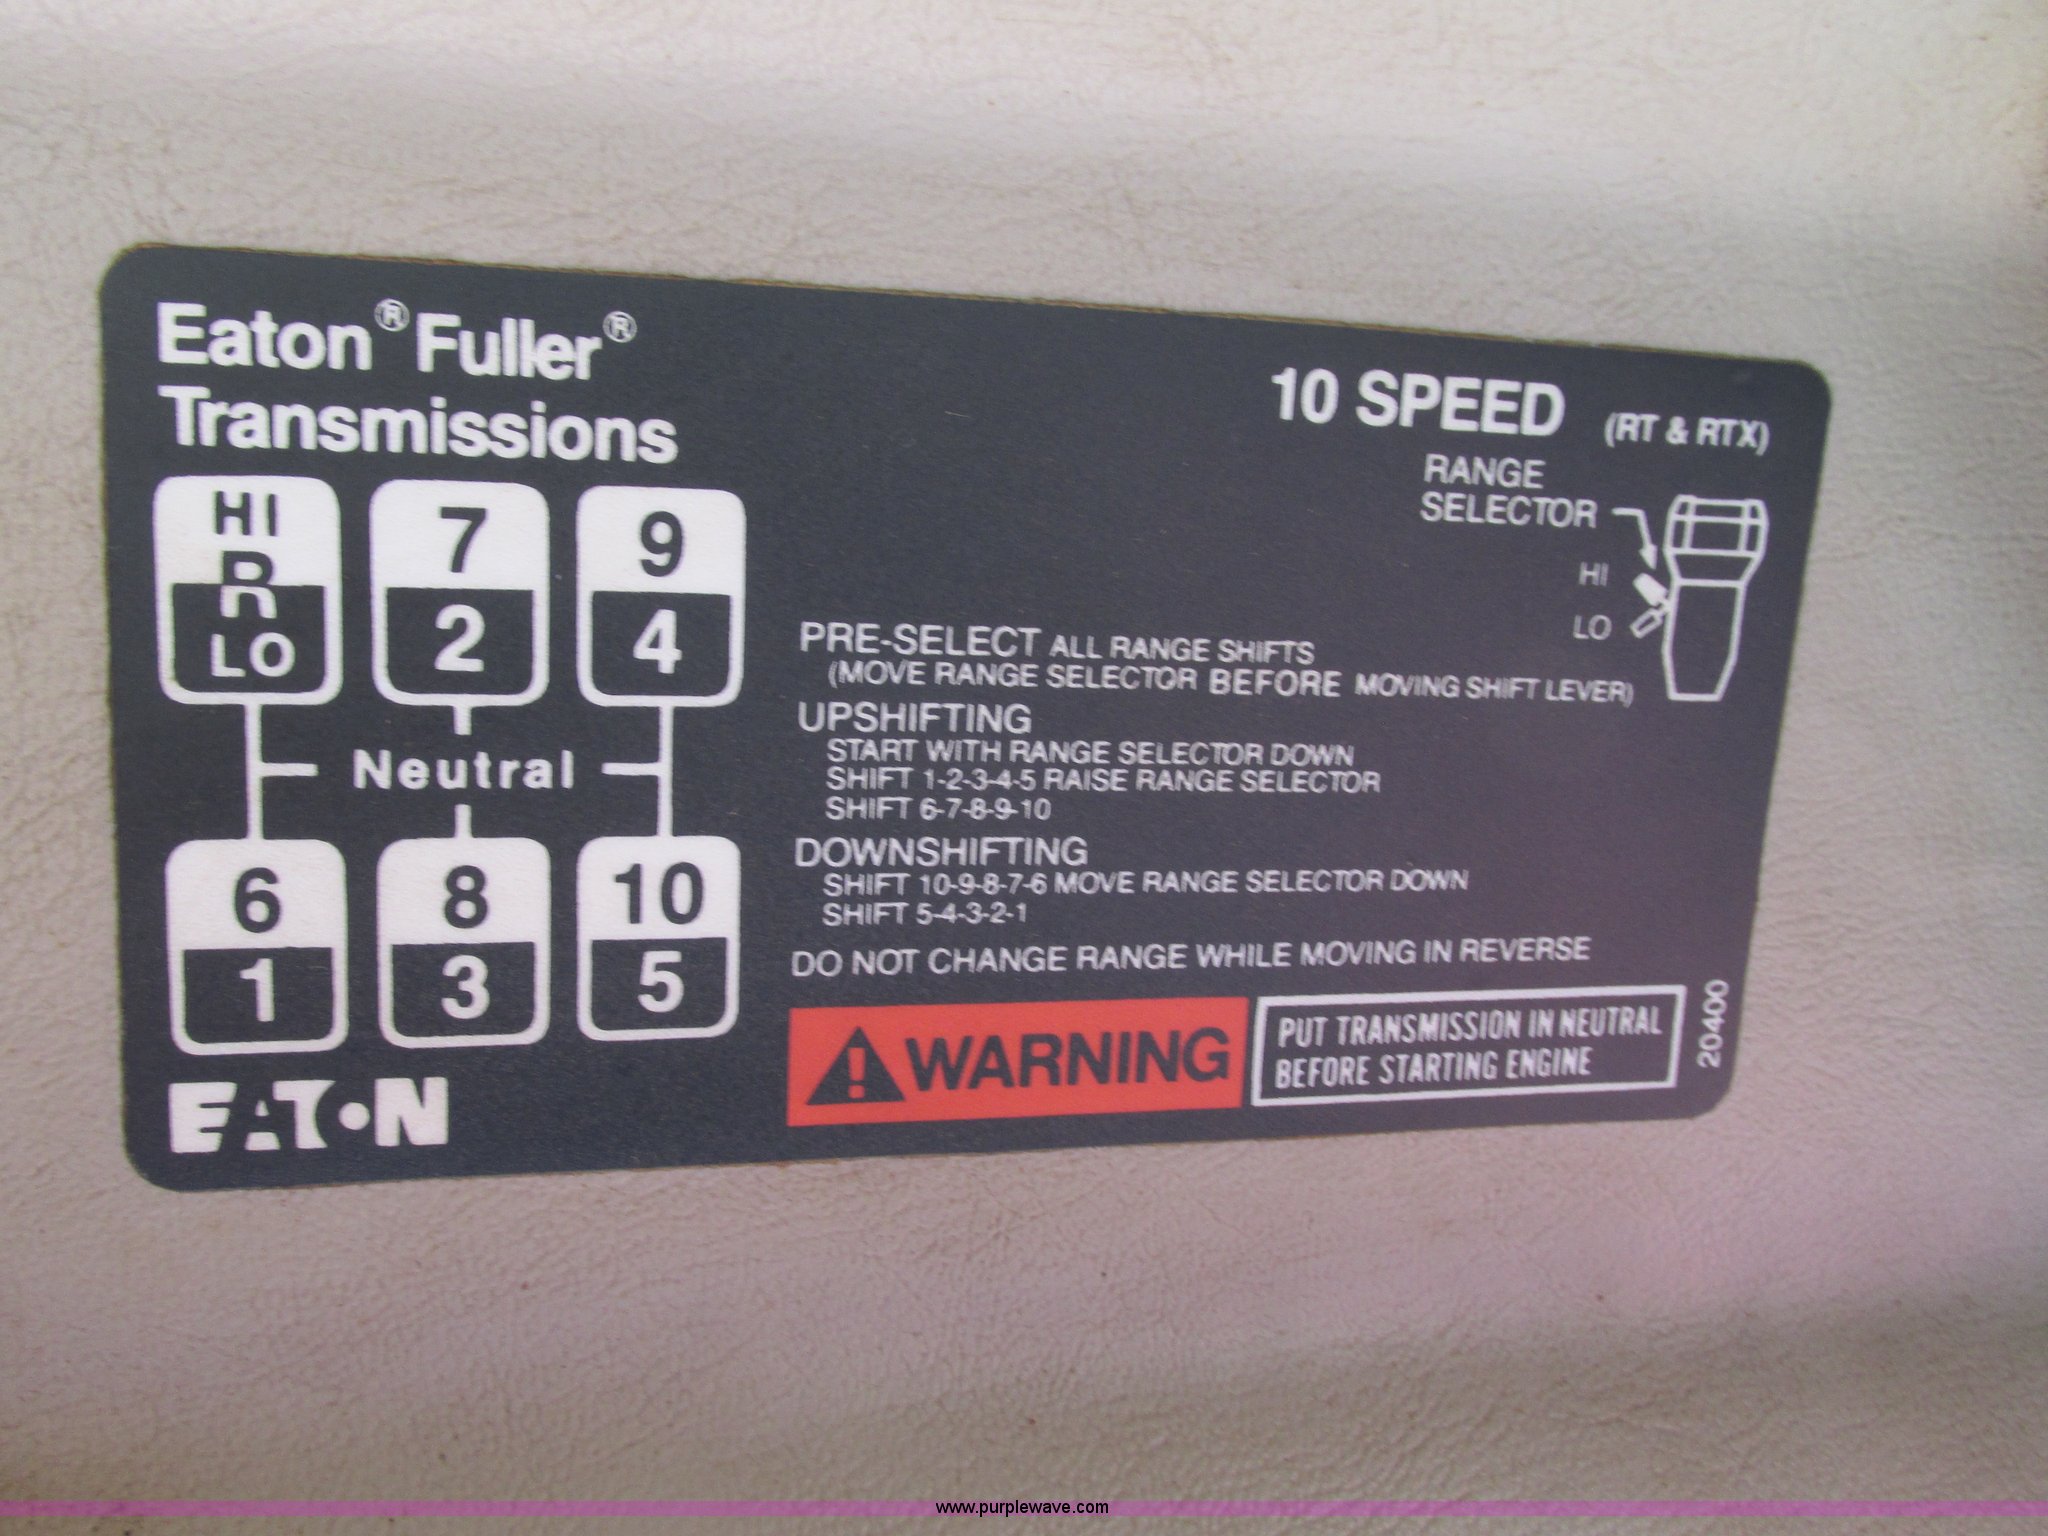 Eaton® Fuller®
Transmissions
10 SPEED (RT & RTX)
RANGE
SELECTOR
HI
LO
HI
R
LO
7
2
9
4
Neutral
6
1
8
3
10
5
PRE-SELECT ALL RANGE SHIFTS
(MOVE RANGE SELECTOR BEFORE MOVING SHIFT LEVER)
UPSHIFTING
START WITH RANGE SELECTOR DOWN
SHIFT 1-2-3-4-5 RAISE RANGE SELECTOR
SHIFT 6-7-8-9-10
DOWNSHIFTING
SHIFT 10-9-8-7-6 MOVE RANGE SELECTOR DOWN
SHIFT 5-4-3-2-1
DO NOT CHANGE RANGE WHILE MOVING IN REVERSE
WARNING
PUT TRANSMISSION IN NEUTRAL
BEFORE STARTING ENGINE
20400
EATON
www.purplewave.com